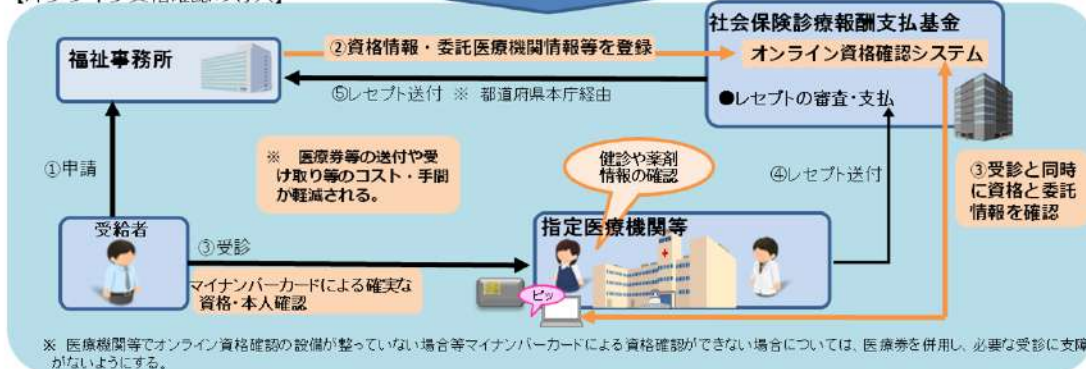 社会保険診療報酬支払基金
福祉事務所
②資格情報・委託医療機関情報等を登録
オンライン資格確認システム
⑤レセプト送付 ※ 都道府県本庁経由
●レセプトの審査・支払
①申請
※ 医療券等の送付や受
け取り等のコスト・手間
が軽減される。
健診や薬剤
情報の確認
④レセプト送付
③受診と同時
に資格と委託
情報を確認
受給者
③受診
指定医療機関等
マイナンバーカードによる確実な
資格・本人確認
ピッ
※ 医療機関等でオンライン資格確認の設備が整っていない場合等マイナンバーカードによる資格確認ができない場合については、医療券を併用し、必要な受診に支障
がないようにする。